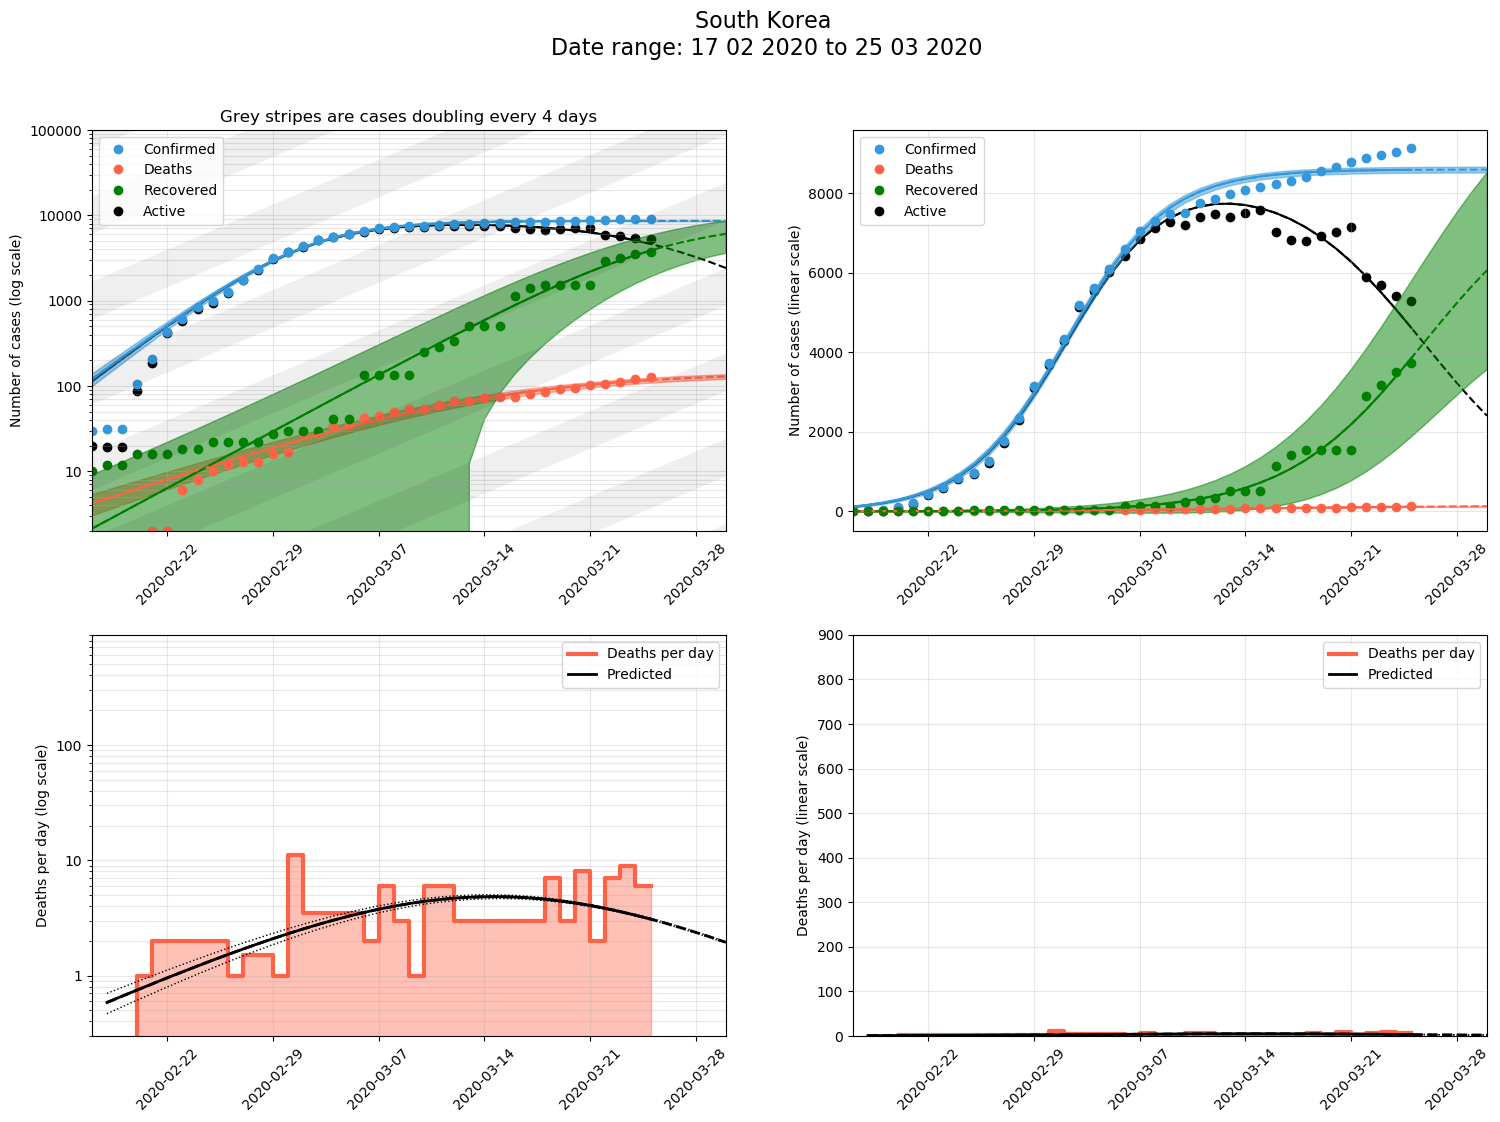 South Korea
Date range: 17 02 2020 to 25 03 2020
Grey stripes are cases doubling every 4 days
Number of cases (log scale)
100000
10000
1000
100
10
Confirmed
Deaths
Recovered
Active
2020-02-22
2020-02-29
2020-03-07
2020-03-14
2020-03-21
2020-03-28
Number of cases (linear scale)
8000
6000
4000
2000
0
Confirmed
Deaths
Recovered
Active
2020-02-22
2020-02-29
2020-03-07
2020-03-14
2020-03-21
2020-03-28
Deaths per day (log scale)
100
10
1
Deaths per day
Predicted
2020-02-22
2020-02-29
2020-03-07
2020-03-14
2020-03-21
2020-03-28
Deaths per day (linear scale)
900
800
700
600
500
400
300
200
100
0
Deaths per day
Predicted
2020-02-22
2020-02-29
2020-03-07
2020-03-14
2020-03-21
2020-03-28